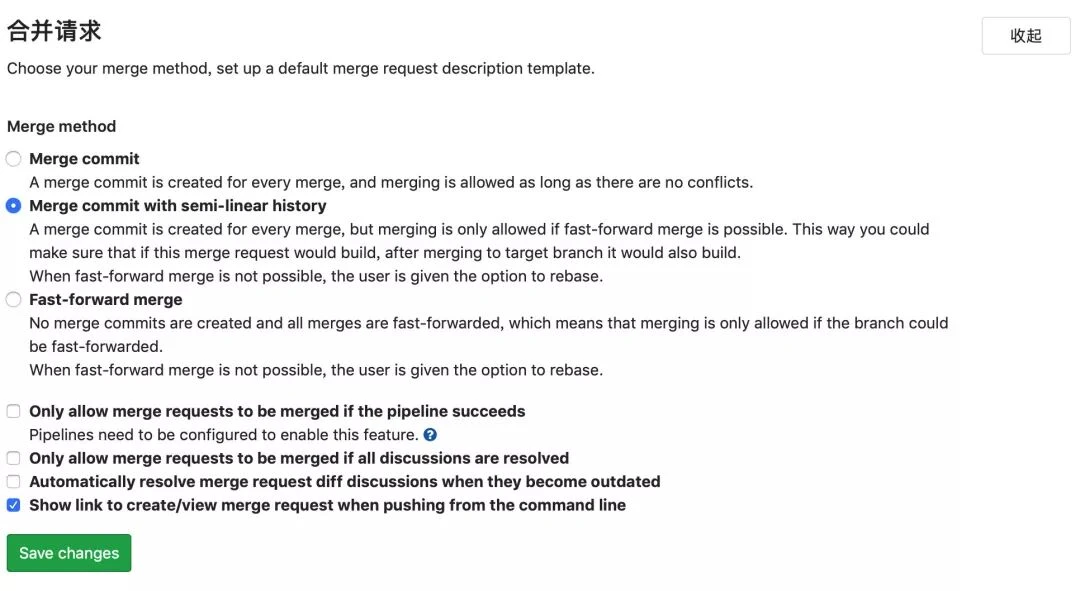 合并请求
收起
Choose your merge method, set up a default merge request description template.
Merge method
Merge commit
A merge commit is created for every merge, and merging is allowed as long as there are no conflicts.
Merge commit with semi-linear history
A merge commit is created for every merge, but merging is only allowed if fast-forward merge is possible. This way you could
make sure that if this merge request would build, after merging to target branch it would also build.
When fast-forward merge is not possible, the user is given the option to rebase.
Fast-forward merge
No merge commits are created and all merges are fast-forwarded, which means that merging is only allowed if the branch could
be fast-forwarded.
When fast-forward merge is not possible, the user is given the option to rebase.
Only allow merge requests to be merged if the pipeline succeeds
Pipelines need to be configured to enable this feature. ?
Only allow merge requests to be merged if all discussions are resolved
Automatically resolve merge request diff discussions when they become outdated
Show link to create/view merge request when pushing from the command line
Save changes